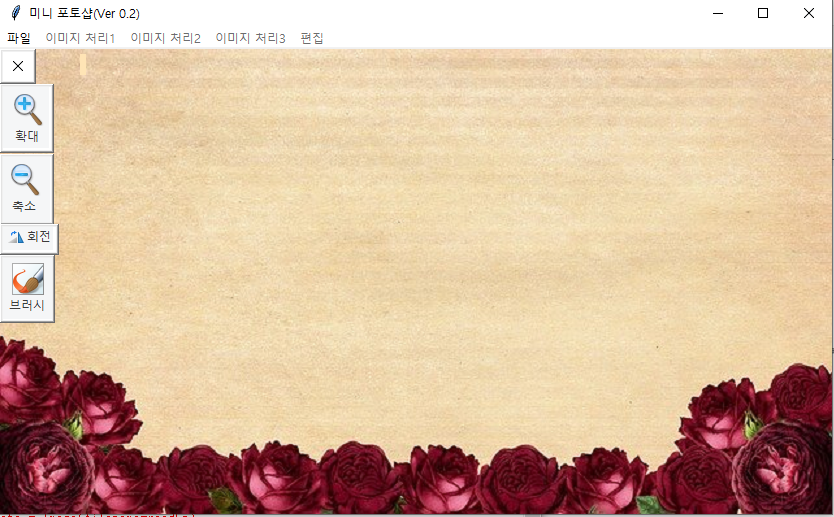 미니 포토샵(Ver 0.2)
파일 이미지 처리1 이미지 처리2 이미지 처리3 편집
확대
축소
회전
브러시